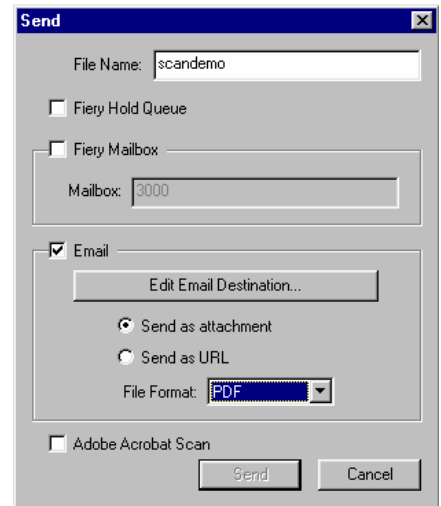 Send
File Name: scandemo
Fiery Hold Queue
Fiery Mailbox
Mailbox: 3000
Email
Edit Email Destination...
Send as attachment
Send as URL
File Format: PDF
Adobe Acrobat Scan
Send Cancel